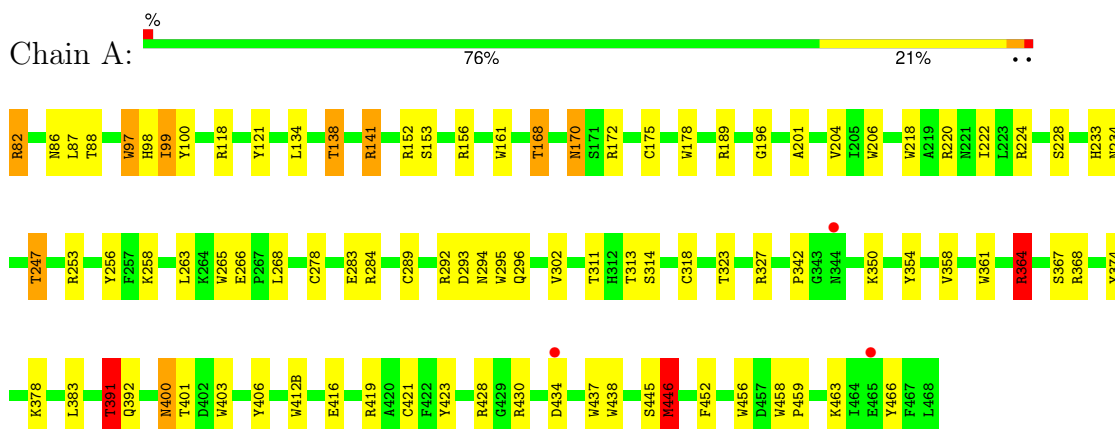 %
Chain A:
76% 21% • •
R82 N86 L87 T88 W97 H98 I99 Y100 R118 Y121 L134 T138 R141 R152 S153 R156 W161 T168 N170 S171 R172 C175 W178 R189 G196 A201 V204 I205 W206 W218 A219 R220 N221 I222 L223 R224 S228 H233
T247 R253 Y256 F257 K258 L263 K264 W265 E266 P267 L268 C278 E283 R284 C289 R292 D293 N294 W295 Q296 V302 T311 H312 T313 S314 C318 T323 R327 P342 G343 N344 K350 Y354 V358 W361 R364 S367 R368
K378 L383 T391 Q392 N400 T401 D402 W403 Y406 W412B E416 R419 A420 C421 F422 Y423 R428 G429 R430 D434 W437 W438 S445 M446 F452 W456 D457 W458 P459 K463 I464 E465 Y466 F467 L468